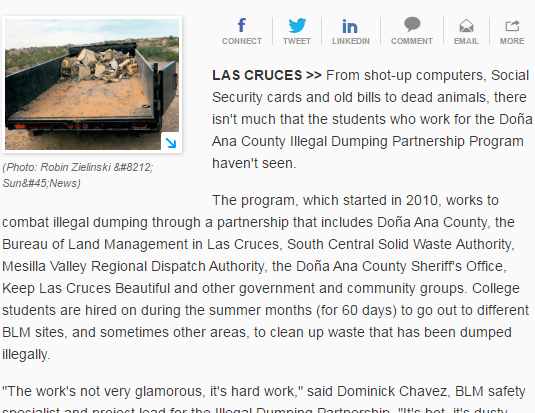 CONNECT TWEET LINKEDIN COMMENT EMAIL MORE
LAS CRUCES >> From shot-up computers, Social
Security cards and old bills to dead animals, there
isn't much that the students who work for the Doña
Ana County Illegal Dumping Partnership Program
haven't seen.
(Photo: Robin Zielinski &#8212;
Sun&#45;News)
The program, which started in 2010, works to
combat illegal dumping through a partnership that includes Doña Ana County, the
Bureau of Land Management in Las Cruces, South Central Solid Waste Authority,
Mesilla Valley Regional Dispatch Authority, the Doña Ana County Sheriff's Office,
Keep Las Cruces Beautiful and other government and community groups. College
students are hired on during the summer months (for 60 days) to go out to different
BLM sites, and sometimes other areas, to clean up waste that has been dumped
illegally.
"The work's not very glamorous, it's hard work," said Dominick Chavez, BLM safety
specialist and project lead for the Illegal Dumping Partnership. "It's hot, it's dusty